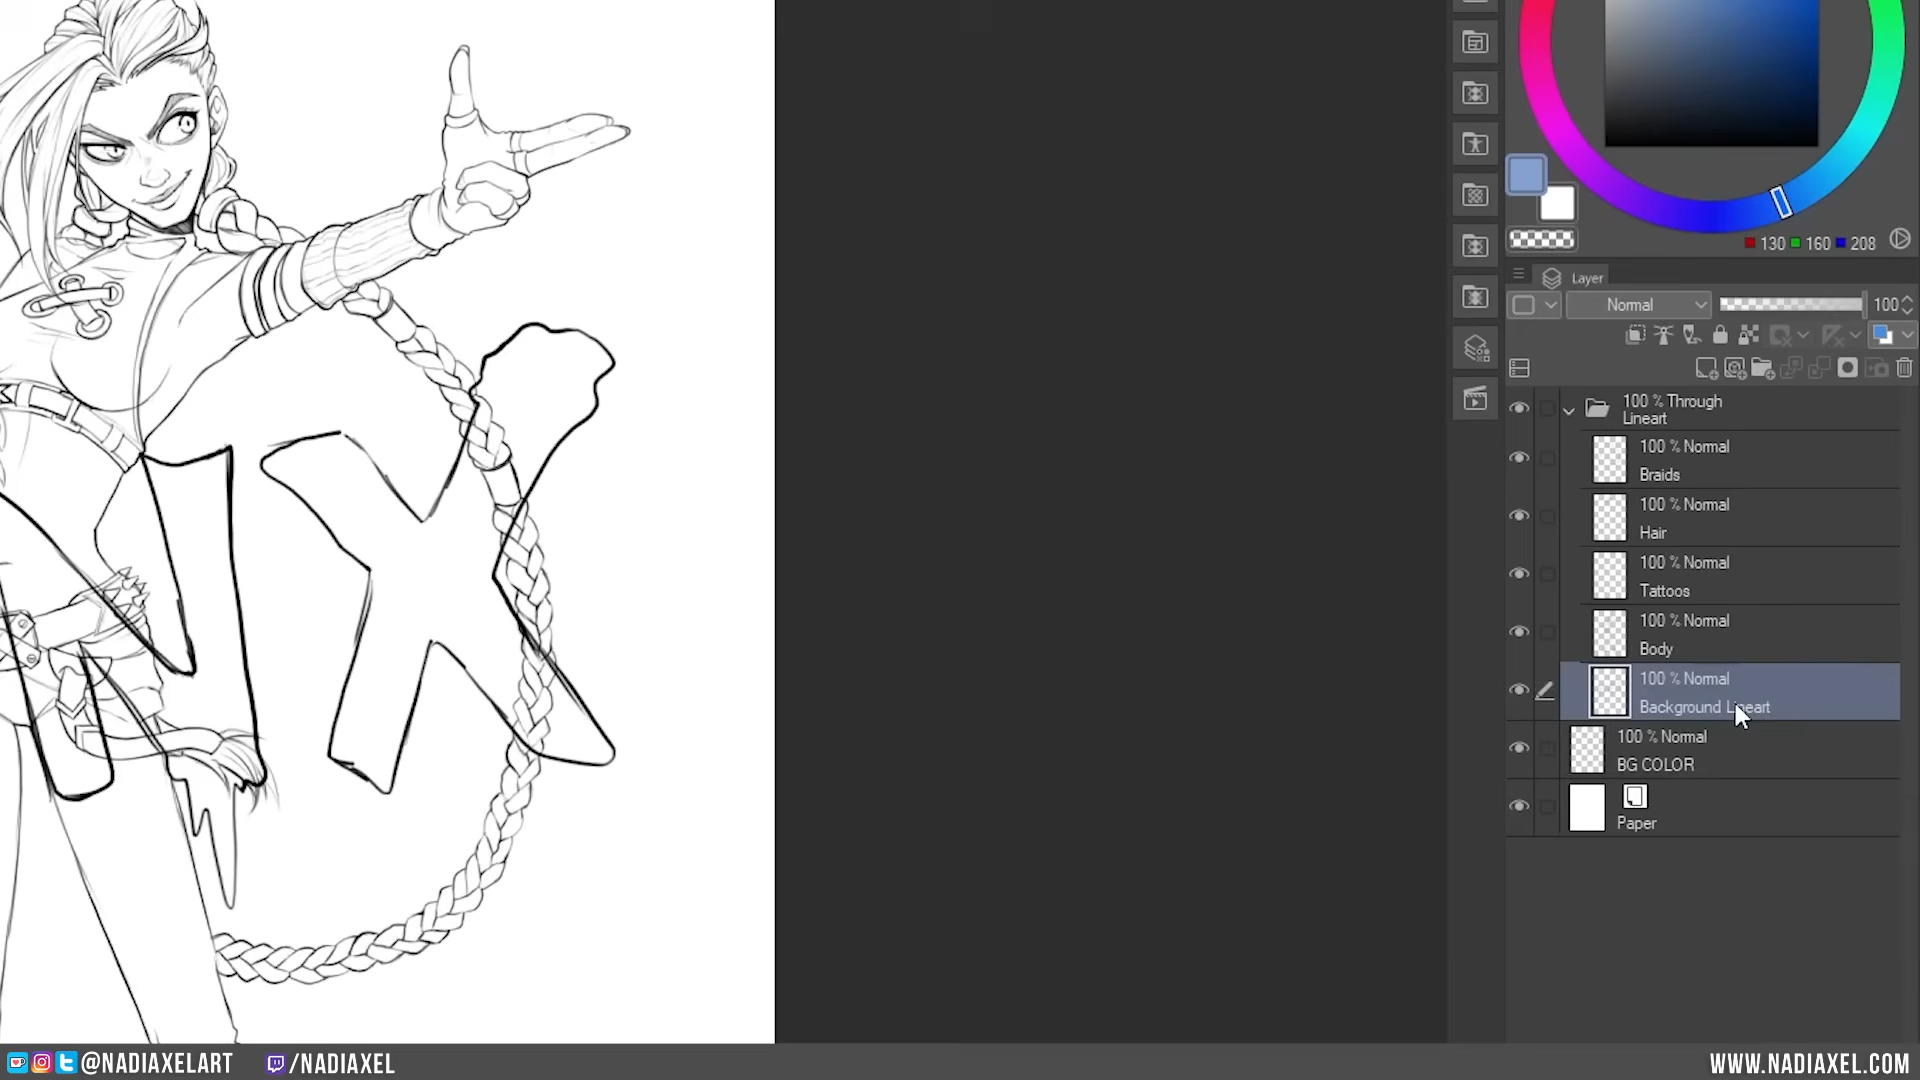 NX
130 160 208
Layer
Normal 100
100 % Through
Lineart
100 % Normal
Braids
100 % Normal
Hair
100 % Normal
Tattoos
100 % Normal
Body
100 % Normal
Background Lineart
100 % Normal
BG COLOR
Paper
@NADIAXELART /NADIAXEL WWW.NADIAXEL.COM